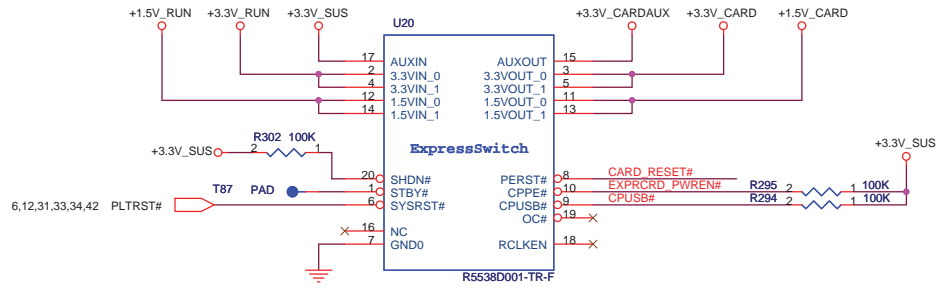 +1.5V_RUN +3.3V_RUN +3.3V_SUS U20 +3.3V_CARDAUX +3.3V_CARD +1.5V_CARD
17 AUXIN AUXOUT 15
2 3.3VIN_0 3.3VOUT_0 3
4 3.3VIN_1 3.3VOUT_1 5
12 1.5VIN_0 1.5VOUT_0 11
14 1.5VIN_1 1.5VOUT_1 13
ExpressSwitch
R302 100K
+3.3V_SUS 2 1 +3.3V_SUS
20 SHDN# PERST# 8 CARD_RESET#
T87 PAD 1 STBY# CPPE# 10 EXPRCRD_PWREN# R295 2 1 100K
6,12,31,33,34,42 PLTRST# 6 SYSRST# CPUSB# 9 CPUSB# R294 2 1 100K
OC# 19
16 NC
7 GND0 RCLKEN 18
R5538D001-TR-F